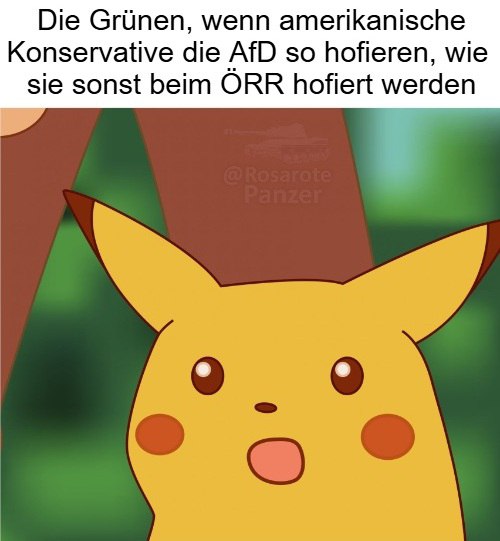 Die Grünen, wenn amerikanische
Konservative die AfD so hofieren, wie
sie sonst beim ÖRR hofiert werden
@Rosarote
Panzer